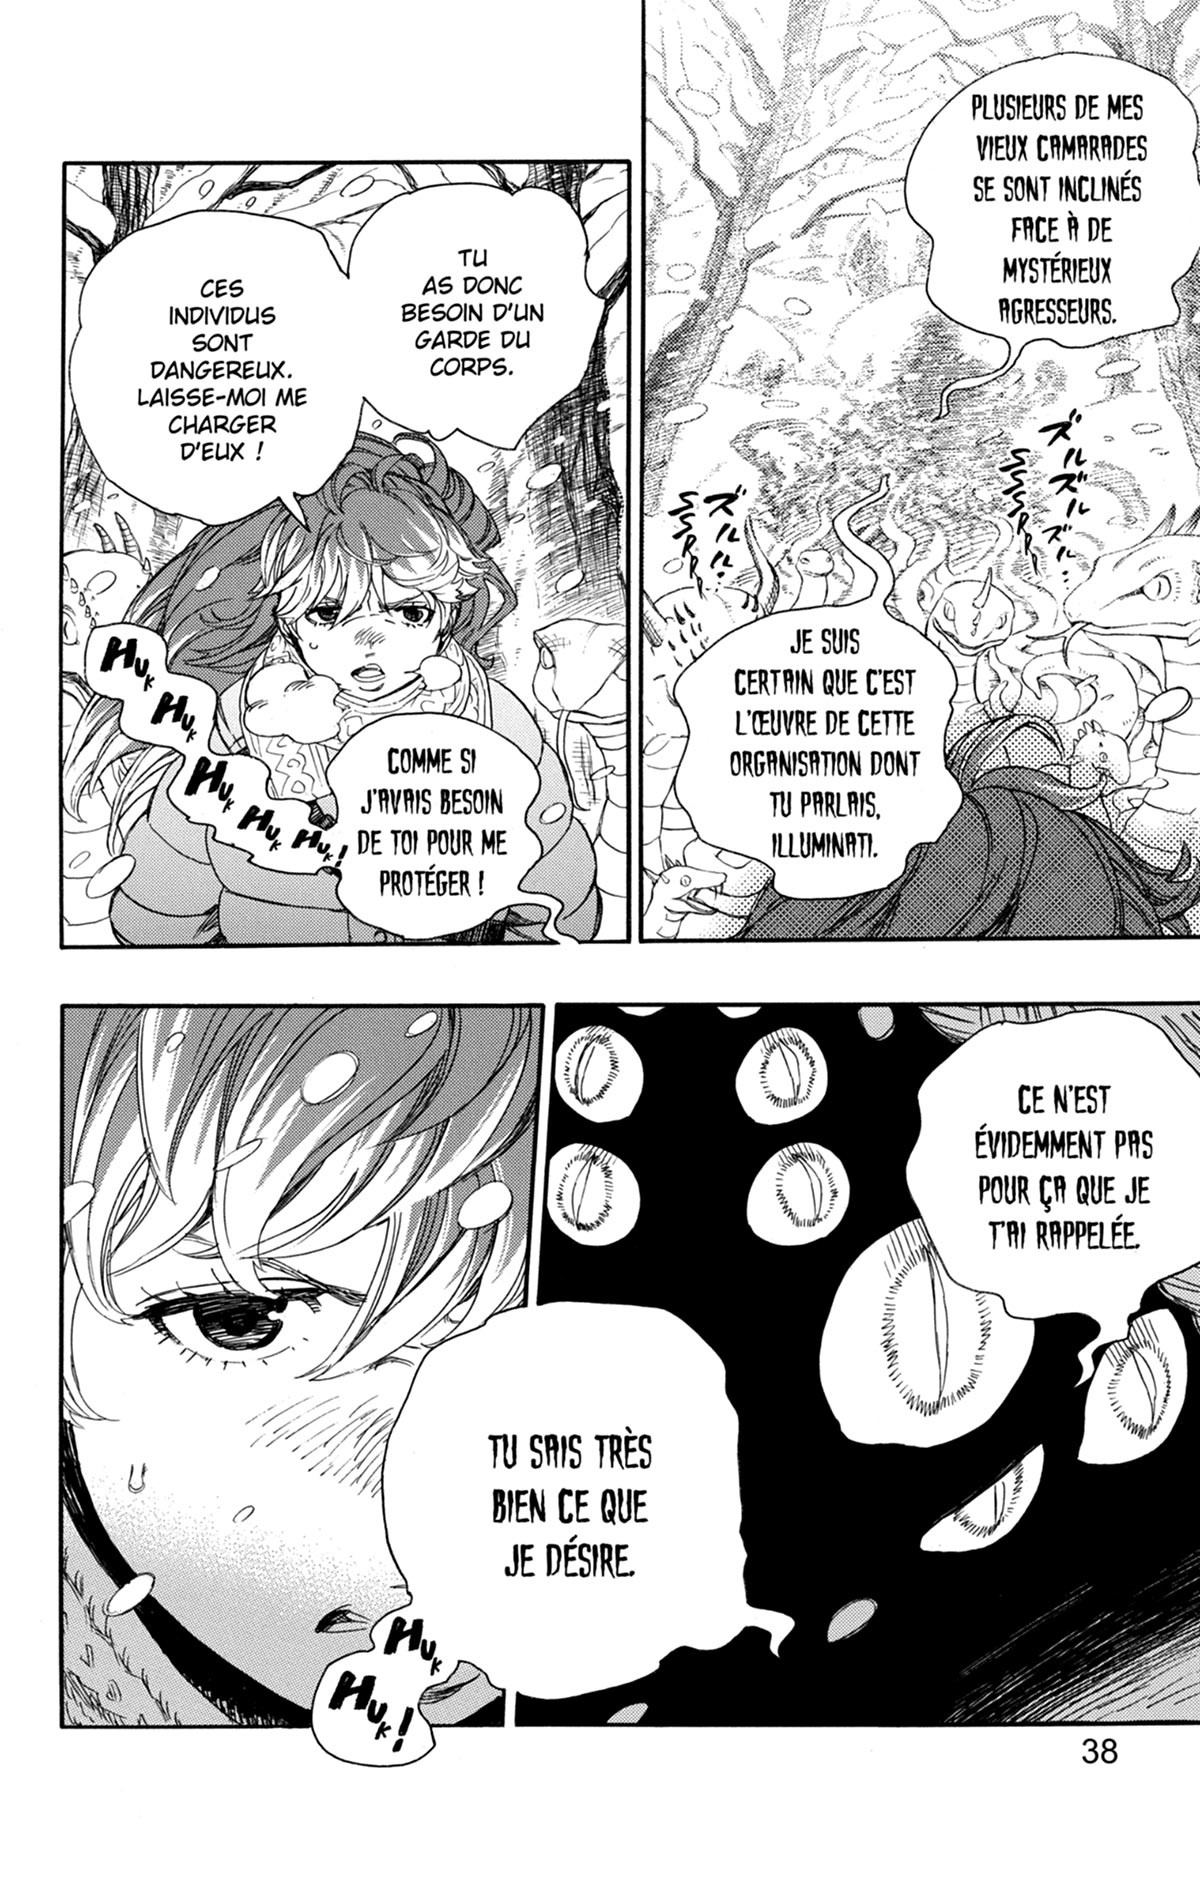 PLUSIEURS DE MES
VIEUX CAMARADES
SE SONT INCLINÉS
FACE À DE
MYSTÉRIEUX
AGRESSEURS.
ズルズルル…
SSSRR
ズルルル…
SSSRRR
JE SUIS
CERTAIN QUE C'EST
L'ŒUVRE DE CETTE
ORGANISATION DONT
TU PARLAIS,
ILLUMINATI.
TU
AS DONC
BESOIN D'UN
GARDE DU
CORPS.
CES
INDIVIDUS
SONT
DANGEREUX.
LAISSE-MOI ME
CHARGER
D'EUX !
HUK
HUK
HUK
HUK
HUK!
COMME SI
J'AVAIS BESOIN
DE TOI POUR ME
PROTÉGER !
CE N'EST
ÉVIDEMMENT PAS
POUR ÇA QUE JE
T'AI RAPPELÉE.
TU SAIS TRÈS
BIEN CE QUE
JE DÉSIRE.
HUK
HUK!
38